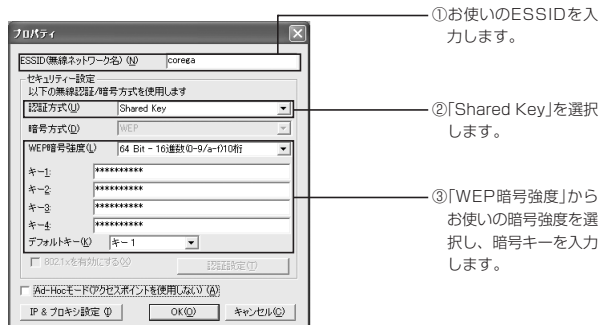 プロパティ
ESSID(無線ネットワーク名) (N) corega
セキュリティー設定
以下の無線認証/暗号方式を使用します
認証方式(U) Shared Key
暗号方式(D) WEP
WEP暗号強度(L) 64 Bit - 16進数(0-9/a-f)10桁
キー1: **********
キー2: **********
キー3: **********
キー4: **********
デフォルトキー(K) キー 1
802.1xを有効にする(X) 認証設定(T)
Ad-Hocモード(アクセスポイントを使用しない) (A)
IP & プロキシ設定 (I) OK(O) キャンセル(C)
①お使いのESSIDを入
力します。
②「Shared Key」を選択
します。
③「WEP暗号強度」から
お使いの暗号強度を選
択し、暗号キーを入力
します。